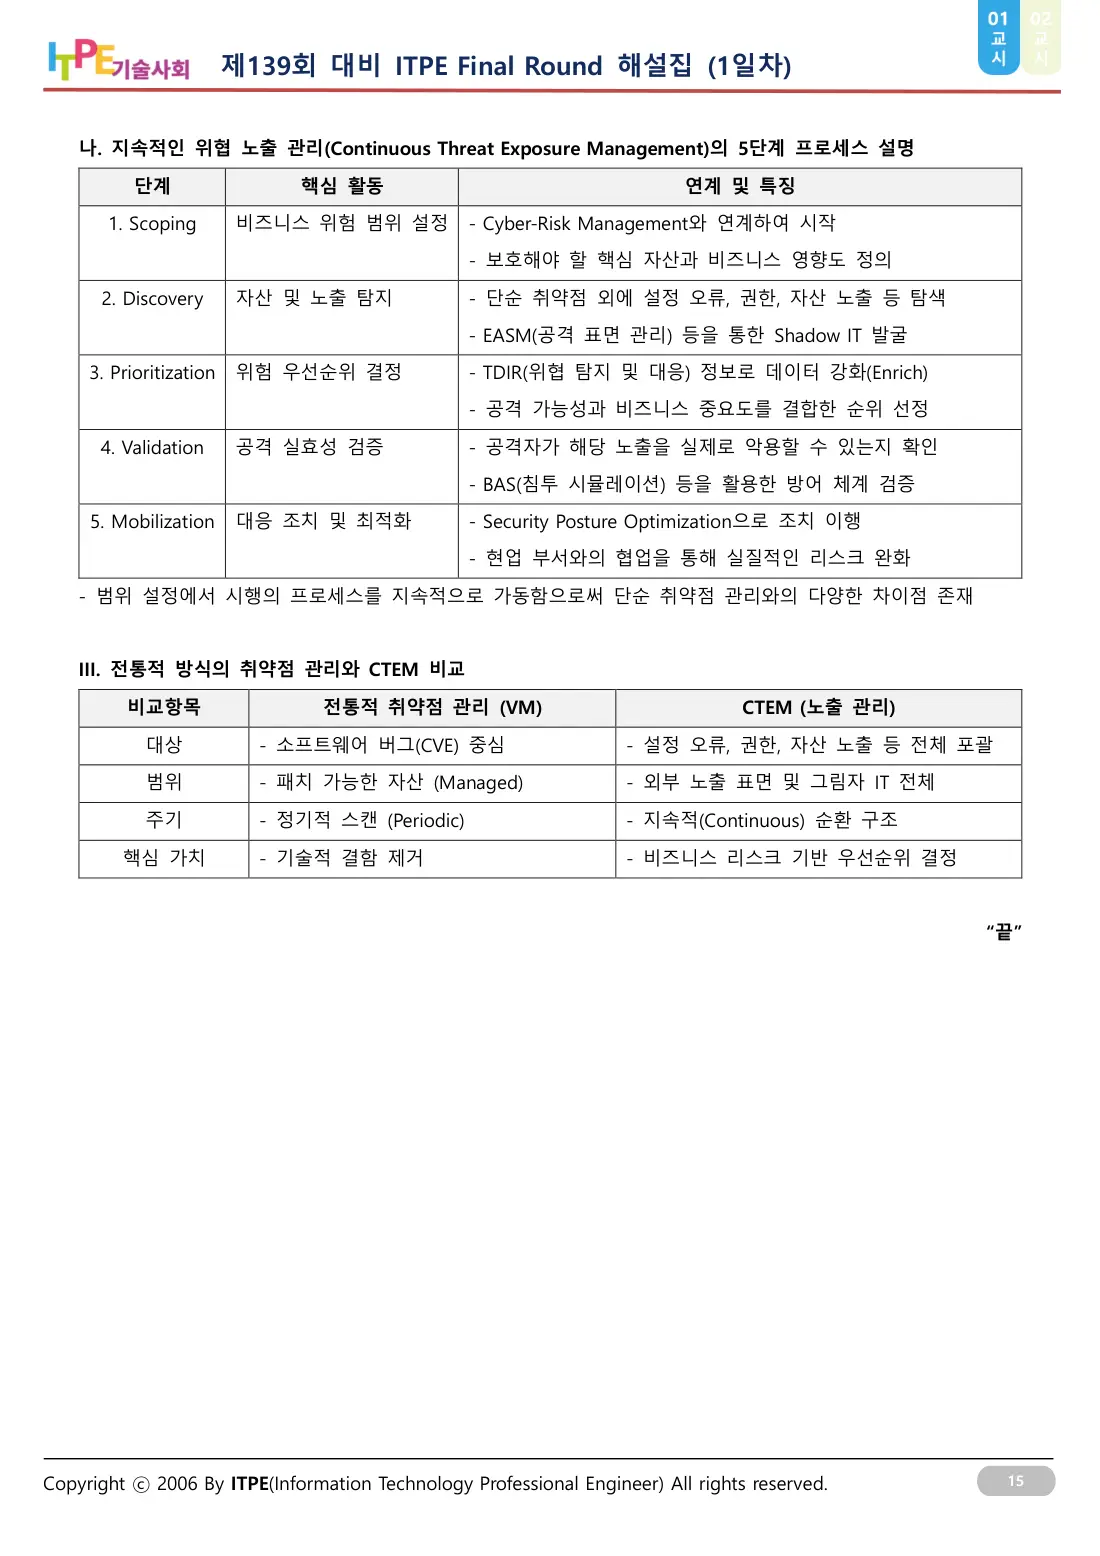 ITPE기술사회 제139회 대비 ITPE Final Round 해설집 (1일차)
01
교
시
02
교
시
나. 지속적인 위협 노출 관리(Continuous Threat Exposure Management)의 5단계 프로세스 설명
단계 핵심 활동 연계 및 특징
1. Scoping 비즈니스 위험 범위 설정 - Cyber-Risk Management와 연계하여 시작
- 보호해야 할 핵심 자산과 비즈니스 영향도 정의
2. Discovery 자산 및 노출 탐지 - 단순 취약점 외에 설정 오류, 권한, 자산 노출 등 탐색
- EASM(공격 표면 관리) 등을 통한 Shadow IT 발굴
3. Prioritization 위험 우선순위 결정 - TDIR(위협 탐지 및 대응) 정보로 데이터 강화(Enrich)
- 공격 가능성과 비즈니스 중요도를 결합한 순위 선정
4. Validation 공격 실효성 검증 - 공격자가 해당 노출을 실제로 악용할 수 있는지 확인
- BAS(침투 시뮬레이션) 등을 활용한 방어 체계 검증
5. Mobilization 대응 조치 및 최적화 - Security Posture Optimization으로 조치 이행
- 현업 부서와의 협업을 통해 실질적인 리스크 완화
- 범위 설정에서 시행의 프로세스를 지속적으로 가동함으로써 단순 취약점 관리와의 다양한 차이점 존재
III. 전통적 방식의 취약점 관리와 CTEM 비교
비교항목 전통적 취약점 관리 (VM) CTEM (노출 관리)
대상 - 소프트웨어 버그(CVE) 중심 - 설정 오류, 권한, 자산 노출 등 전체 포괄
범위 - 패치 가능한 자산 (Managed) - 외부 노출 표면 및 그림자 IT 전체
주기 - 정기적 스캔 (Periodic) - 지속적(Continuous) 순환 구조
핵심 가치 - 기술적 결함 제거 - 비즈니스 리스크 기반 우선순위 결정
“끝”
Copyright ⓒ 2006 By ITPE(Information Technology Professional Engineer) All rights reserved. 15